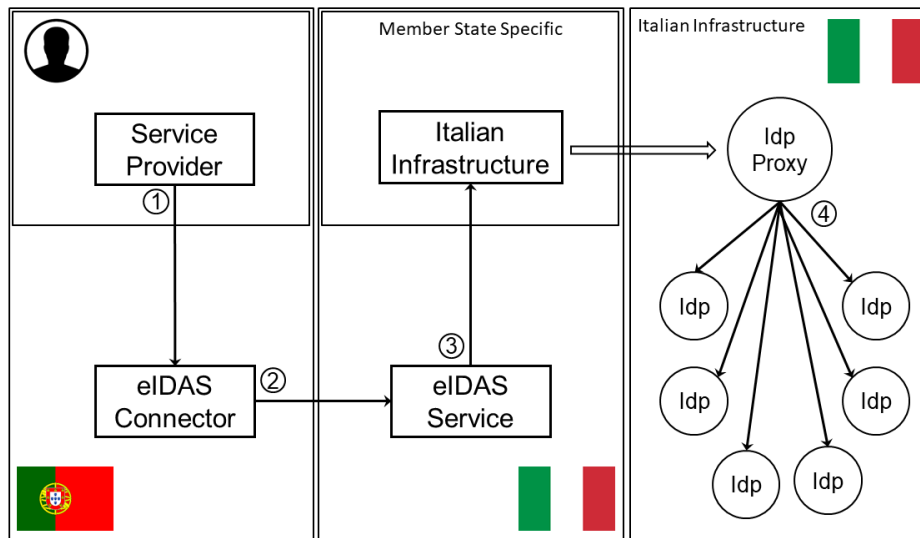 Member State Specific
Italian Infrastructure
Service
Provider
①
Italian
Infrastructure
Idp
Proxy
④
Idp
Idp
③
eIDAS
Connector
②
eIDAS
Service
Idp
Idp
Idp
Idp